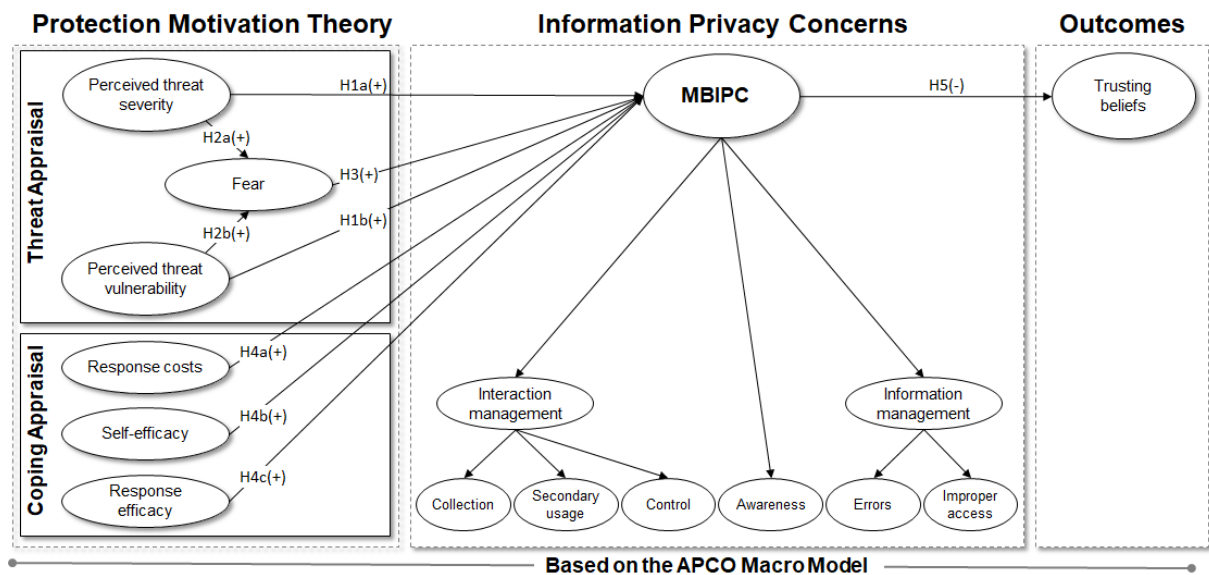 Protection Motivation Theory
Information Privacy Concerns
Outcomes
Threat Appraisal
Perceived threat
severity
H1a(+)
H2a(+)
Fear
H3(+)
H2b(+)
H1b(+)
Perceived threat
vulnerability
Coping Appraisal
Response costs
H4a(+)
Self-efficacy
H4b(+)
Response
efficacy
H4c(+)
MBIPC
H5(-)
Trusting
beliefs
Interaction
management
Information
management
Collection
Secondary
usage
Control
Awareness
Errors
Improper
access
Based on the APCO Macro Model